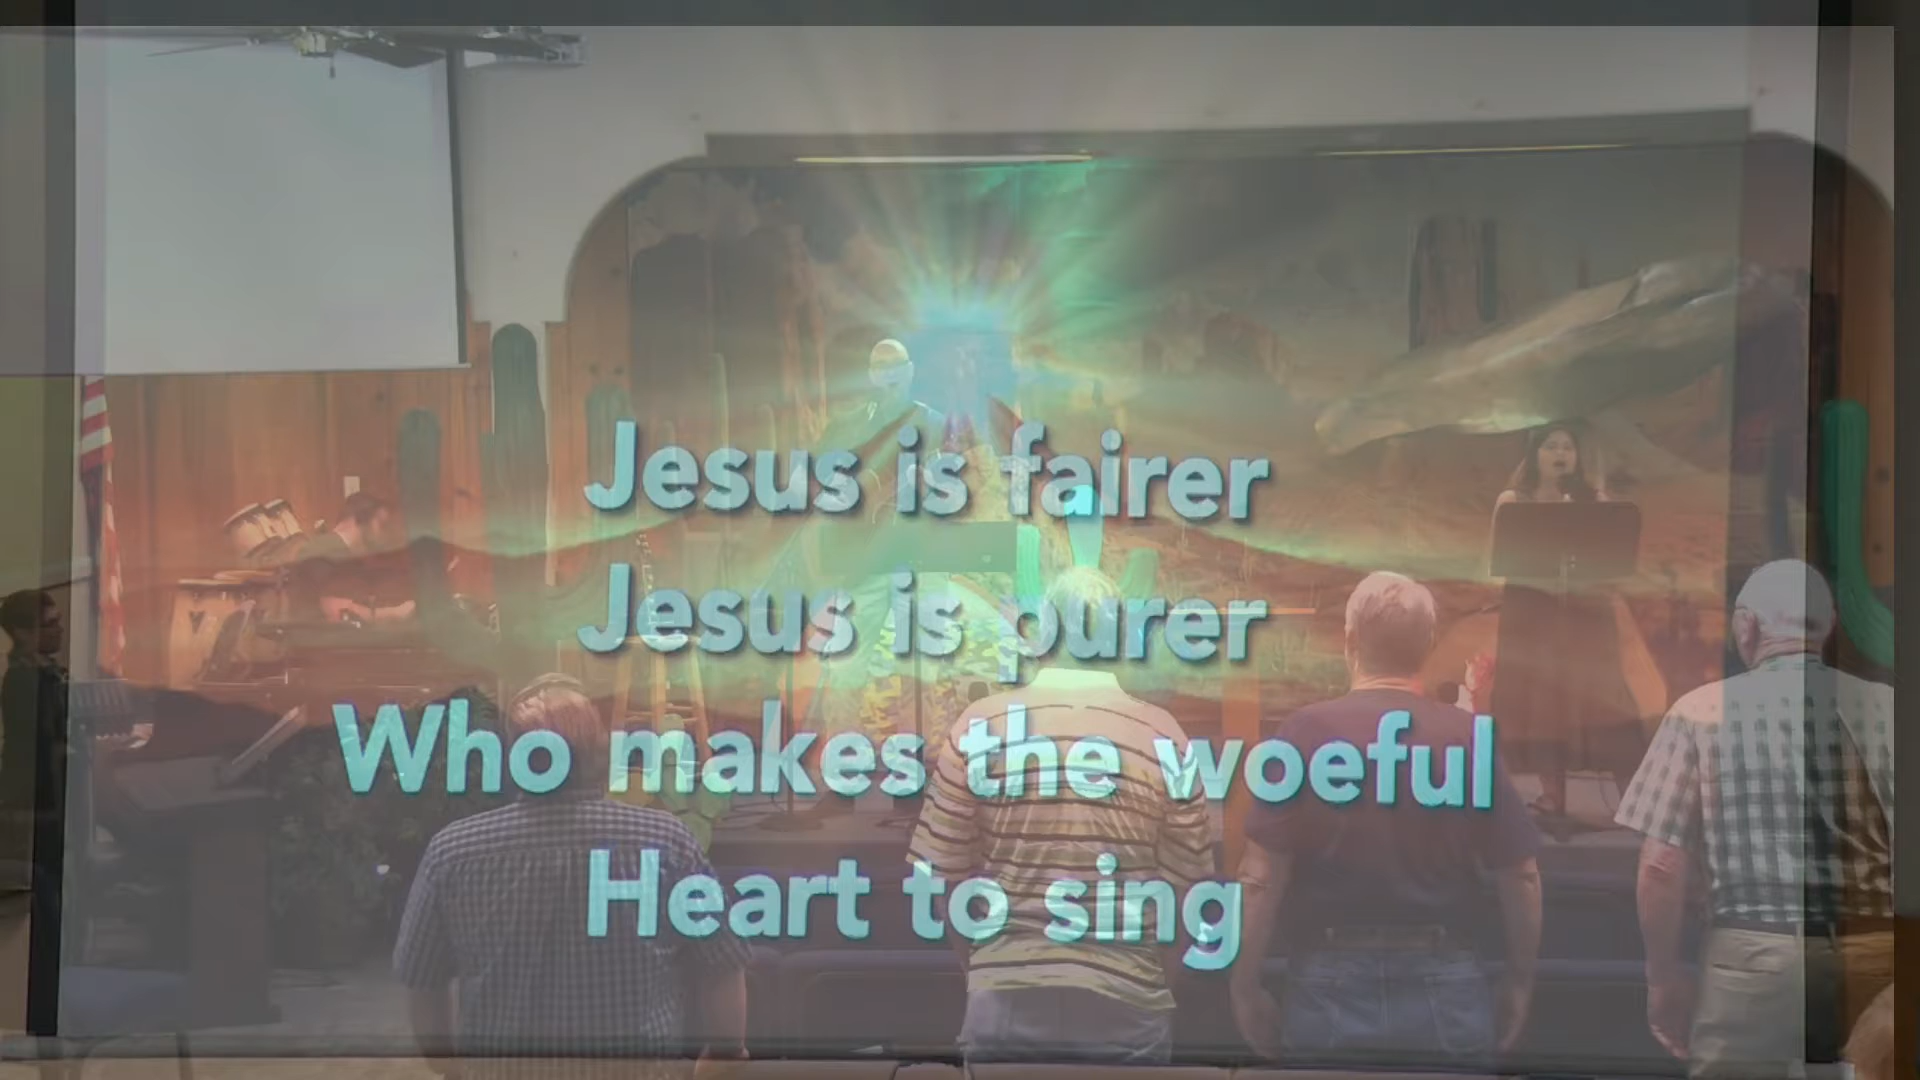 Jesus is fairer
Jesus is purer
Who makes the woeful
Heart to sing